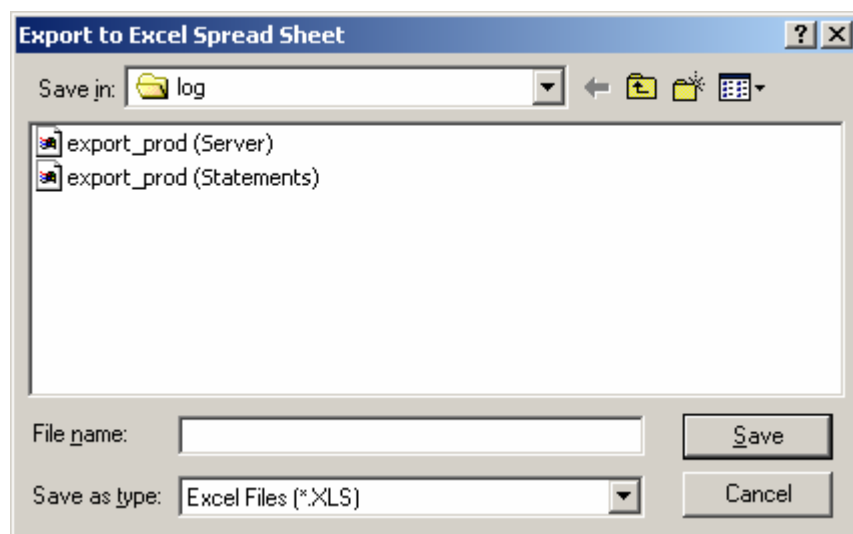 Export to Excel Spread Sheet
Save in: log
export_prod (Server)
export_prod (Statements)
File name: Save
Save as type: Excel Files (*.XLS) Cancel